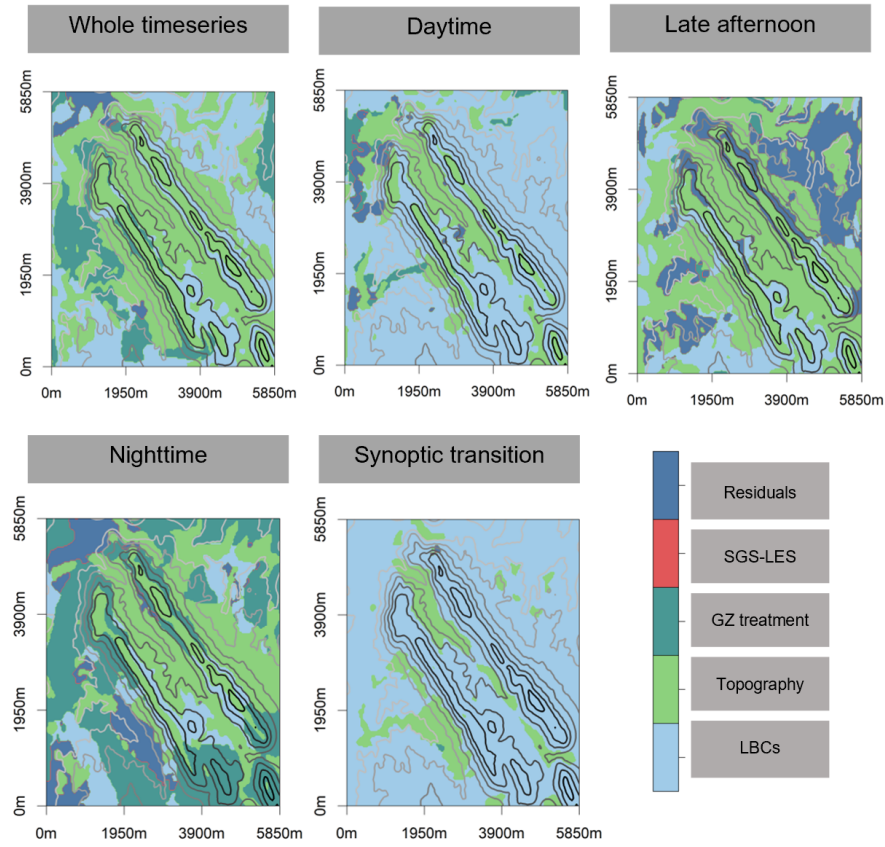 Whole timeseries
Daytime
Late afternoon
5850m
3900m
1950m
0m
0m 1950m 3900m 5850m
5850m
3900m
1950m
0m
0m 1950m 3900m 5850m
5850m
3900m
1950m
0m
0m 1950m 3900m 5850m
Nighttime
Synoptic transition
5850m
3900m
1950m
0m
0m 1950m 3900m 5850m
5850m
3900m
1950m
0m
0m 1950m 3900m 5850m
Residuals
SGS-LES
GZ treatment
Topography
LBCs